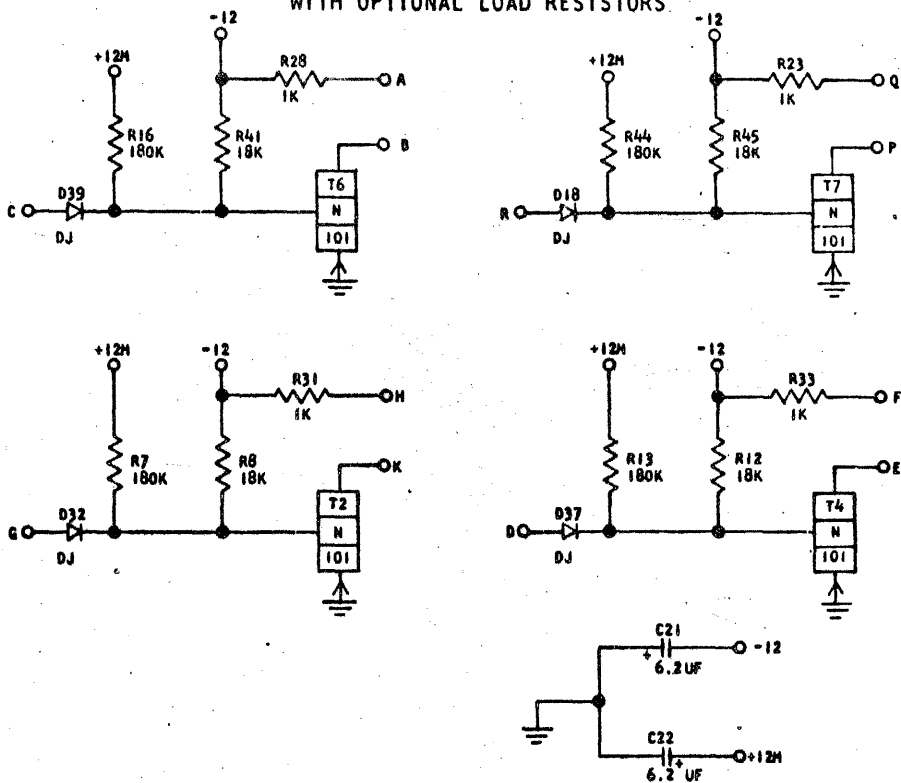 WITH OPTIONAL LOAD RESISTORS
-12
-12
+12M
R28
1K
A
+12M
R23
1K
Q
R16
180K
R41
18K
B
R44
180K
R45
18K
P
C
D39
DJ
T6
N
101
R
D18
DJ
T7
N
101
+12M
-12
R31
1K
H
+12M
-12
R33
1K
F
R7
180K
R8
18K
K
R13
180K
R12
18K
E
G
D32
DJ
T2
N
101
D
D37
DJ
T4
N
101
C21
+
6.2UF
-12
C22
+
6.2 UF
+12M